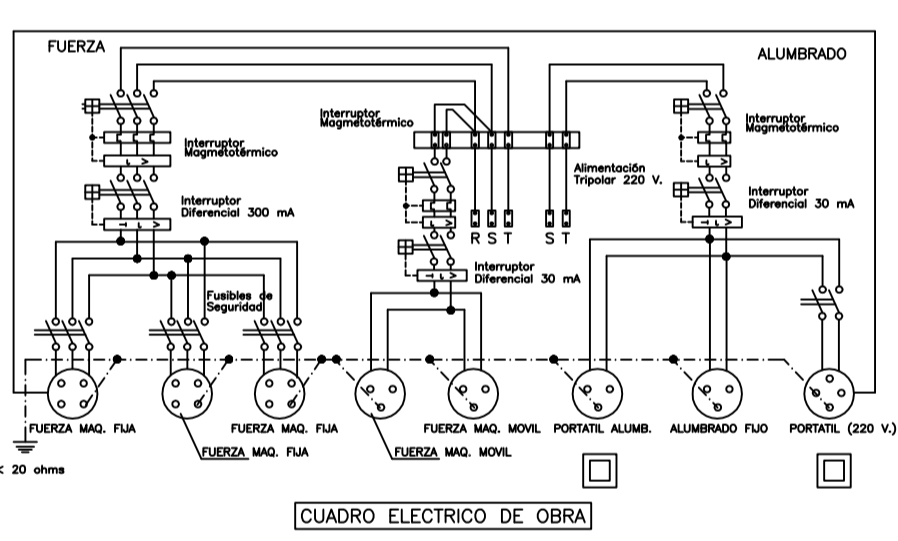 FUERZA
ALUMBRADO
Interruptor
Magmetotérmico
Interruptor
Magmetotérmico
Interruptor
Magmetotérmico
Alimentación
Tripolar 220 V.
Interruptor
Diferencial 300 mA
Interruptor
Diferencial 30 mA
R S T S T
Interruptor
Diferencial 30 mA
Fusibles de
Seguridad
FUERZA MAQ. FIJA
FUERZA MAQ. FIJA
FUERZA MAQ. MOVIL
PORTATIL ALUMB.
ALUMBRADO FIJO
PORTATIL (220 V.)
FUERZA MAQ. FIJA
FUERZA MAQ. MOVIL
< 20 ohms
CUADRO ELECTRICO DE OBRA